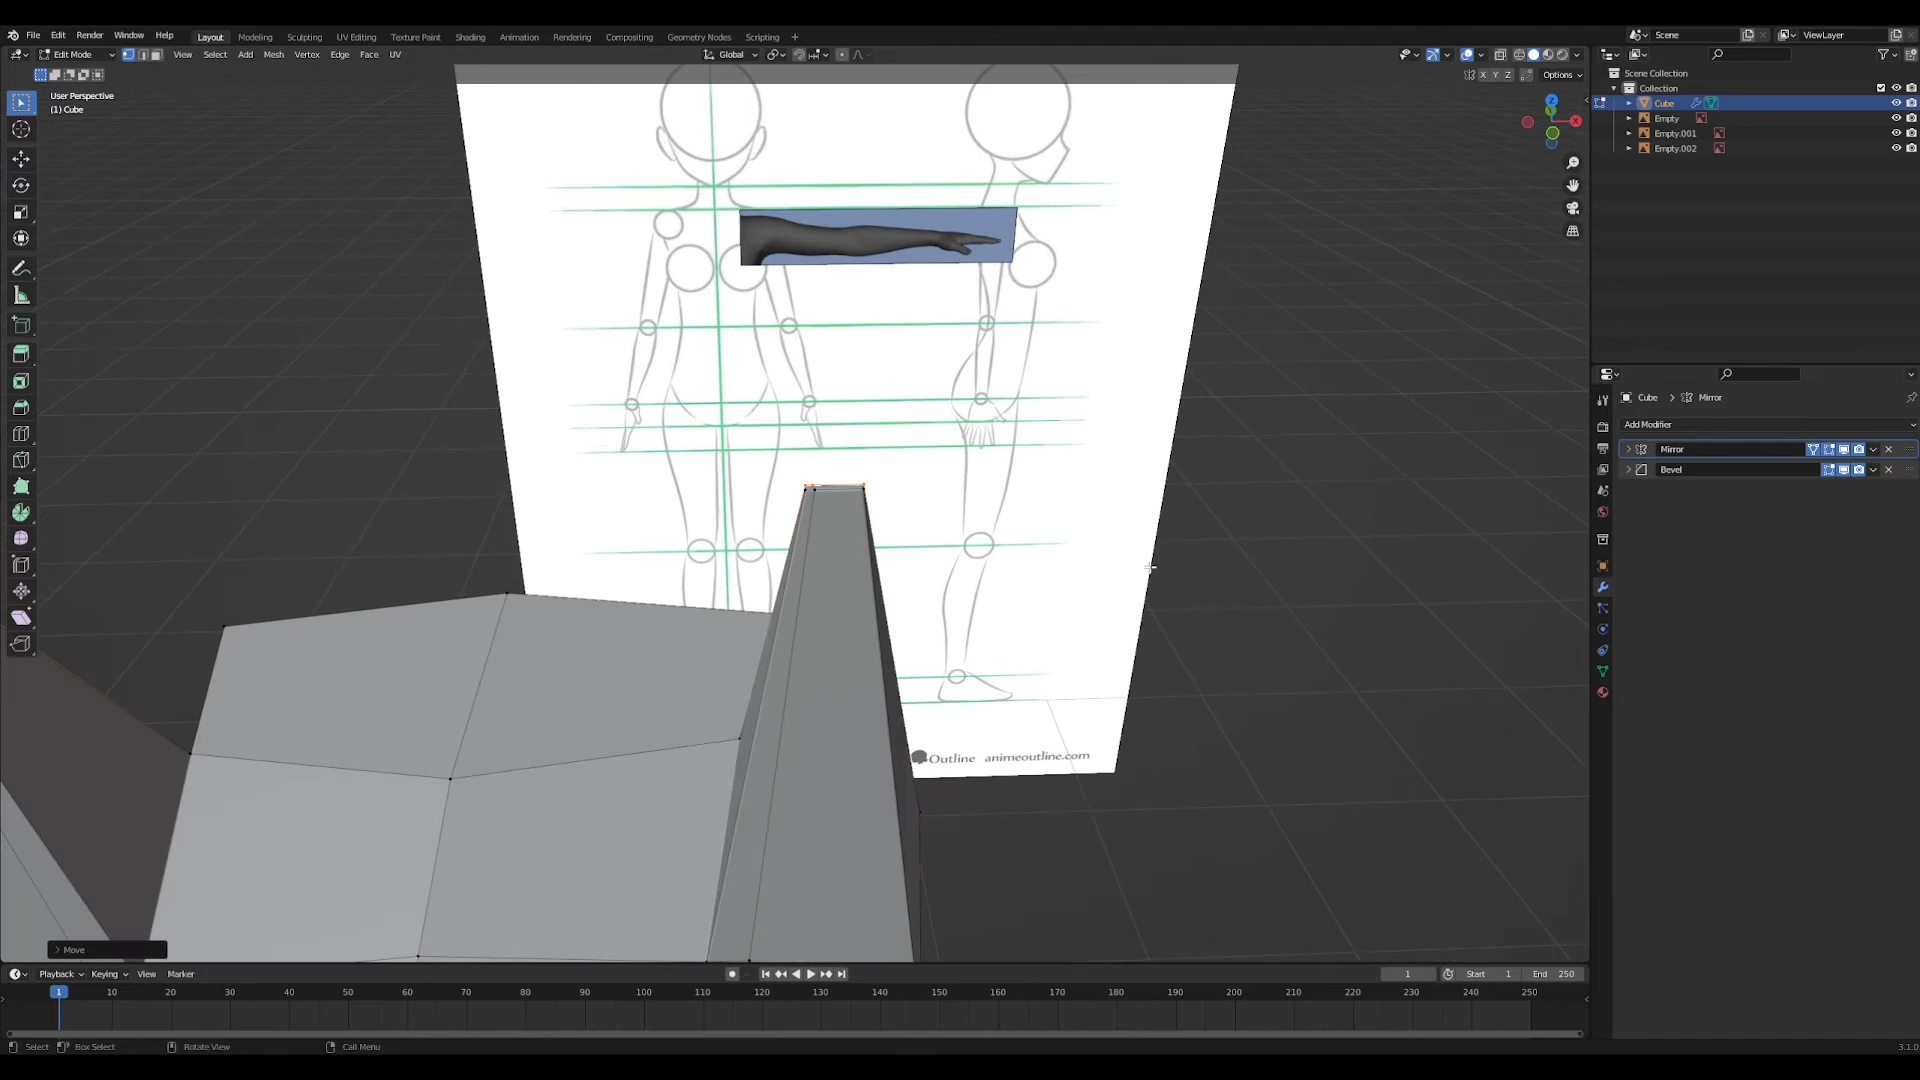 File Edit Render Window Help Layout Modeling Sculpting UV Editing Texture Paint Shading Animation Rendering Compositing Geometry Nodes Scripting + Scene ViewLayer
Edit Mode View Select Add Mesh Vertex Edge Face UV Global
X Y Z Options
User Perspective
(1) Cube
Scene Collection
Collection
Cube
Empty
Empty.001
Empty.002
Z
Y
X
Cube > Mirror
Add Modifier
Mirror
Bevel
Outline animeoutline.com
> Move
Playback Keying View Marker 1 Start 1 End 250
1 10 20 30 40 50 60 70 80 90 100 110 120 130 140 150 160 170 180 190 200 210 220 230 240 250
Select Box Select Rotate View Call Menu 3.1.0